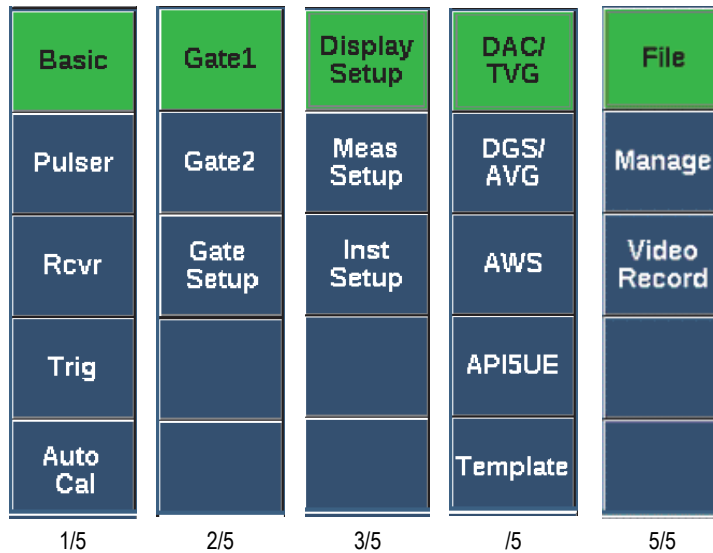 Basic
Pulser
Rcvr
Trig
Auto
Cal
1/5
Gate1
Gate2
Gate
Setup
2/5
Display
Setup
Meas
Setup
Inst
Setup
3/5
DAC/
TVG
DGS/
AVG
AWS
API5UE
Template
/5
File
Manage
Video
Record
5/5